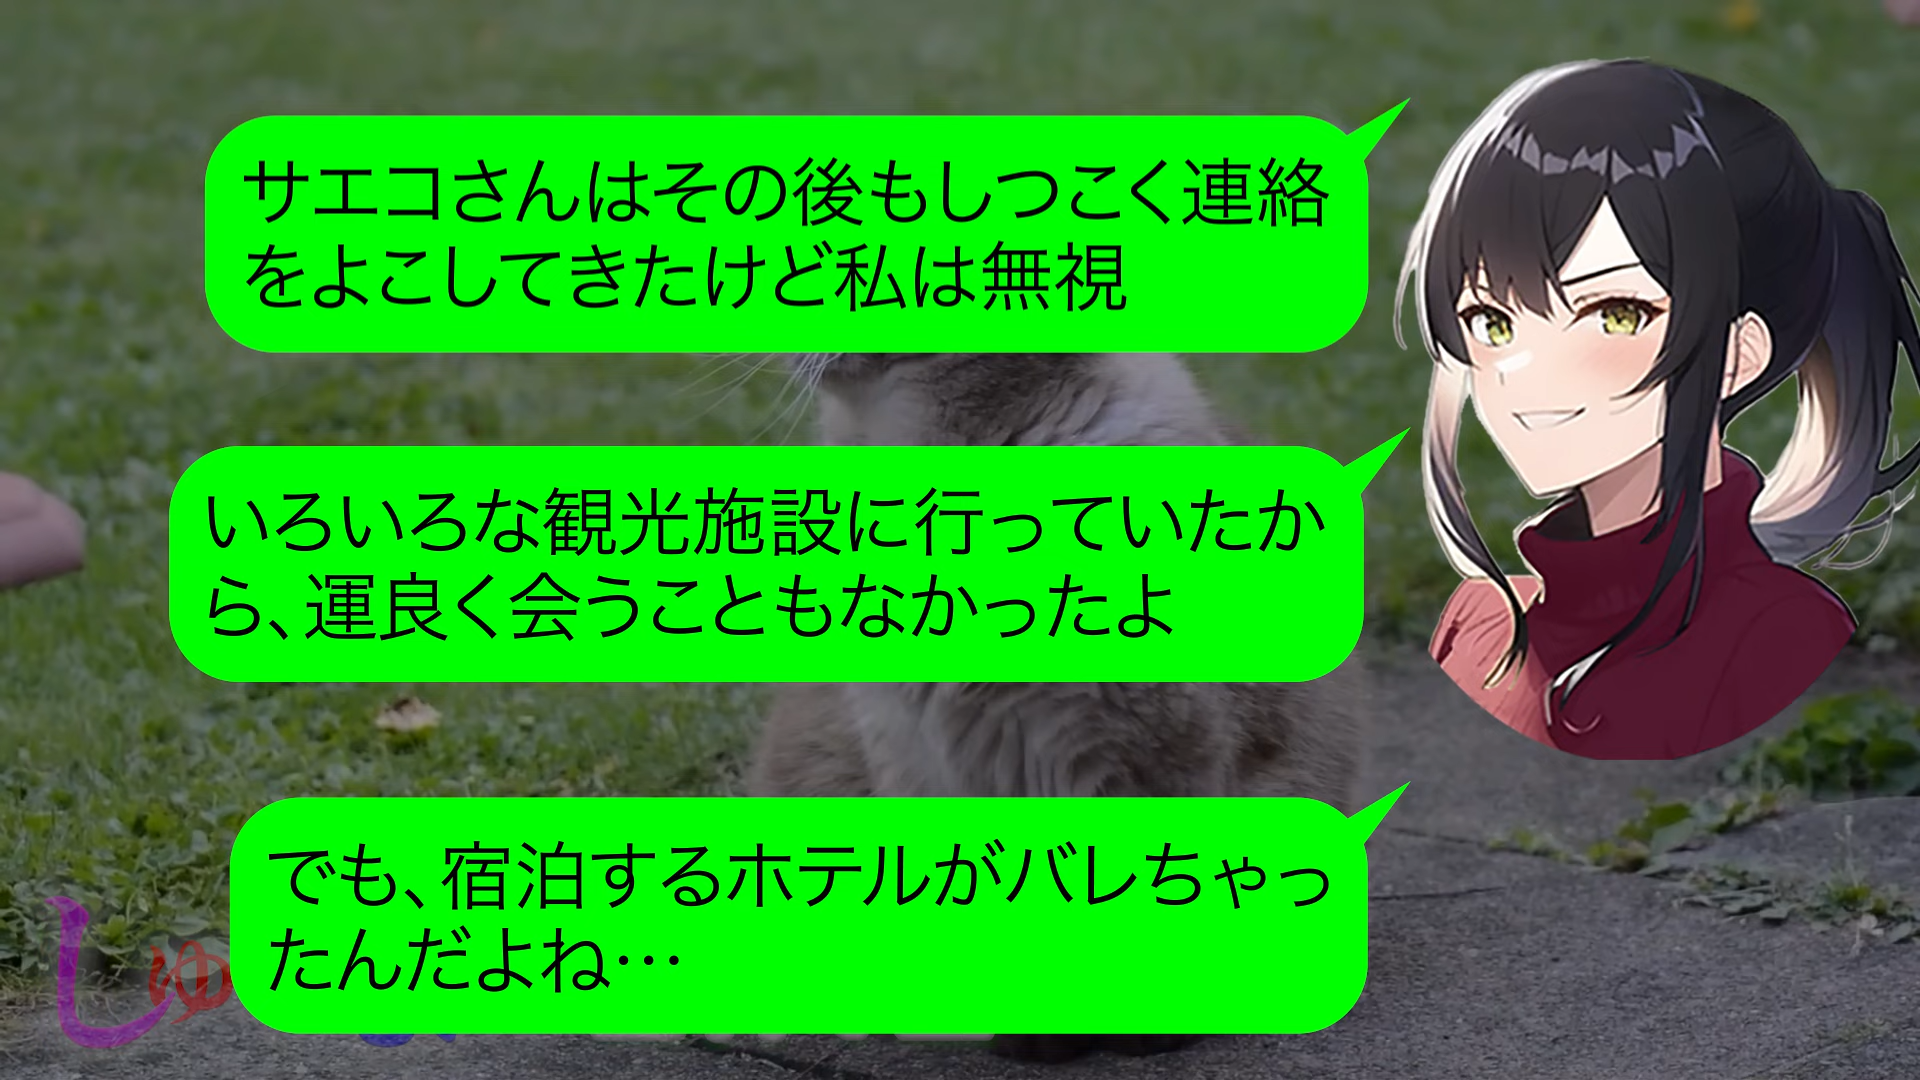 サエコさんはその後もしつこく連絡
をよこしてきたけど私は無視
いろいろな観光施設に行っていたか
ら、運良く会うこともなかったよ
でも、宿泊するホテルがバレちゃっ
たんだよね…
しゅ